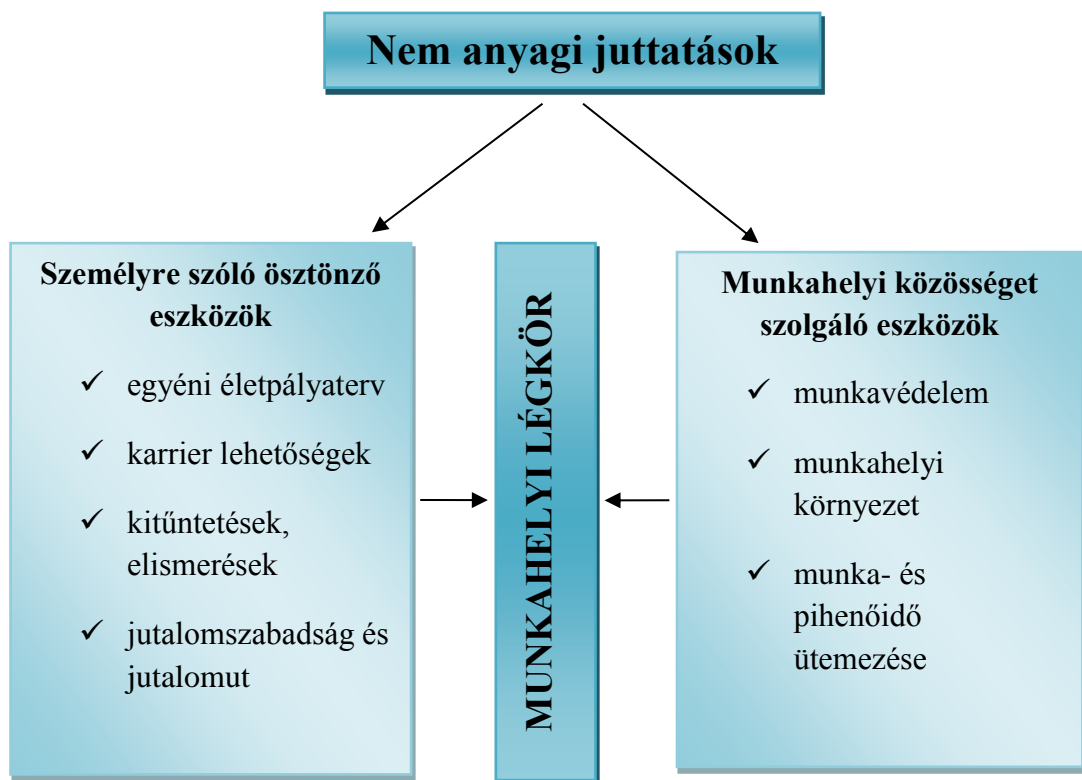 Nem anyagi juttatások
Személyre szóló ösztönző
eszközök
✓ egyéni életpályaterv
✓ karrier lehetőségek
✓ kitűntetések,
elismerések
✓ jutalomszabadság és
jutalomut
MUNKAHELYI LÉGKÖR
Munkahelyi közösséget
szolgáló eszközök
✓ munkavédelem
✓ munkahelyi
környezet
✓ munka- és
pihenőidő
ütemezése